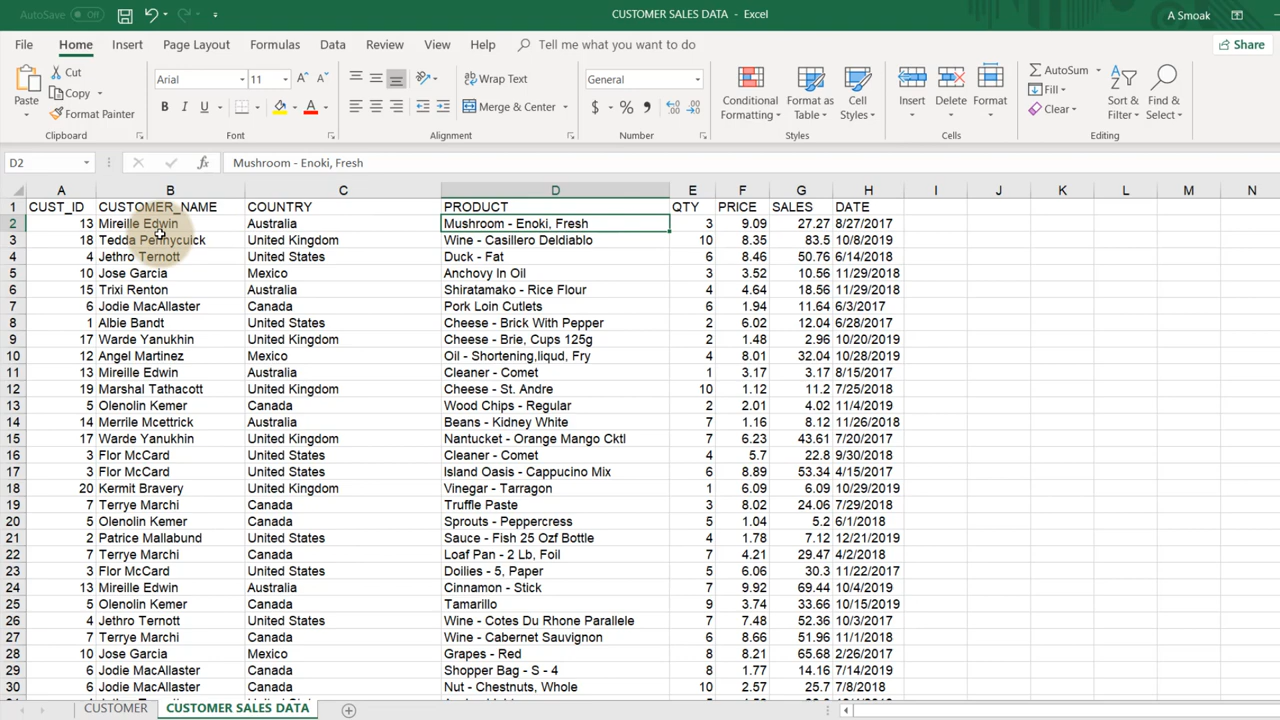 AutoSave Off CUSTOMER SALES DATA - Excel A Smoak
File Home Insert Page Layout Formulas Data Review View Help Tell me what you want to do Share
Paste Cut Copy Format Painter Clipboard
Arial 11 B I U A Font
Wrap Text Merge & Center Alignment
General $ % Number
Conditional Formatting Format as Table Cell Styles Styles
Insert Delete Format Cells
AutoSum Fill Clear Sort & Filter Find & Select Editing
D2 fx Mushroom - Enoki, Fresh
A B C D E F G H I J K L M N
1 CUST_ID CUSTOMER_NAME COUNTRY PRODUCT QTY PRICE SALES DATE
2 13 Mireille Edwin Australia Mushroom - Enoki, Fresh 3 9.09 27.27 8/27/2017
3 18 Tedda Pennycuick United Kingdom Wine - Casillero Deldiablo 10 8.35 83.5 10/8/2019
4 4 Jethro Ternott United States Duck - Fat 6 8.46 50.76 6/14/2018
5 10 Jose Garcia Mexico Anchovy In Oil 3 3.52 10.56 11/29/2018
6 15 Trixi Renton Australia Shiratamako - Rice Flour 4 4.64 18.56 11/29/2018
7 6 Jodie MacAllaster Canada Pork Loin Cutlets 6 1.94 11.64 6/3/2017
8 1 Albie Bandt United States Cheese - Brick With Pepper 2 6.02 12.04 6/28/2017
9 17 Warde Yanukhin United Kingdom Cheese - Brie, Cups 125g 2 1.48 2.96 10/20/2019
10 12 Angel Martinez Mexico Oil - Shortening,liqud, Fry 4 8.01 32.04 10/28/2019
11 13 Mireille Edwin Australia Cleaner - Comet 1 3.17 3.17 8/15/2017
12 19 Marshal Tathacott United Kingdom Cheese - St. Andre 10 1.12 11.2 7/25/2018
13 5 Olenolin Kemer Canada Wood Chips - Regular 2 2.01 4.02 11/4/2019
14 14 Merrile Mcettrick Australia Beans - Kidney White 7 1.16 8.12 11/26/2018
15 17 Warde Yanukhin United Kingdom Nantucket - Orange Mango Cktl 7 6.23 43.61 7/20/2017
16 3 Flor McCard United States Cleaner - Comet 4 5.7 22.8 9/30/2018
17 3 Flor McCard United States Island Oasis - Cappucino Mix 6 8.89 53.34 4/15/2017
18 20 Kermit Bravery United Kingdom Vinegar - Tarragon 1 6.09 6.09 10/29/2019
19 7 Terrye Marchi Canada Truffle Paste 3 8.02 24.06 7/29/2018
20 5 Olenolin Kemer Canada Sprouts - Peppercress 5 1.04 5.2 6/1/2018
21 2 Patrice Mallabund United States Sauce - Fish 25 Ozf Bottle 4 1.78 7.12 12/21/2019
22 7 Terrye Marchi Canada Loaf Pan - 2 Lb, Foil 7 4.21 29.47 4/2/2018
23 3 Flor McCard United States Doilies - 5, Paper 5 6.06 30.3 11/22/2017
24 13 Mireille Edwin Australia Cinnamon - Stick 7 9.92 69.44 10/4/2019
25 5 Olenolin Kemer Canada Tamarillo 9 3.74 33.66 10/15/2019
26 4 Jethro Ternott United States Wine - Cotes Du Rhone Parallele 7 7.48 52.36 10/3/2017
27 7 Terrye Marchi Canada Wine - Cabernet Sauvignon 6 8.66 51.96 11/1/2018
28 10 Jose Garcia Mexico Grapes - Red 8 8.21 65.68 2/26/2017
29 6 Jodie MacAllaster Canada Shopper Bag - S - 4 8 1.77 14.16 7/14/2019
30 6 Jodie MacAllaster Canada Nut - Chestnuts, Whole 10 2.57 25.7 7/8/2018
CUSTOMER CUSTOMER SALES DATA